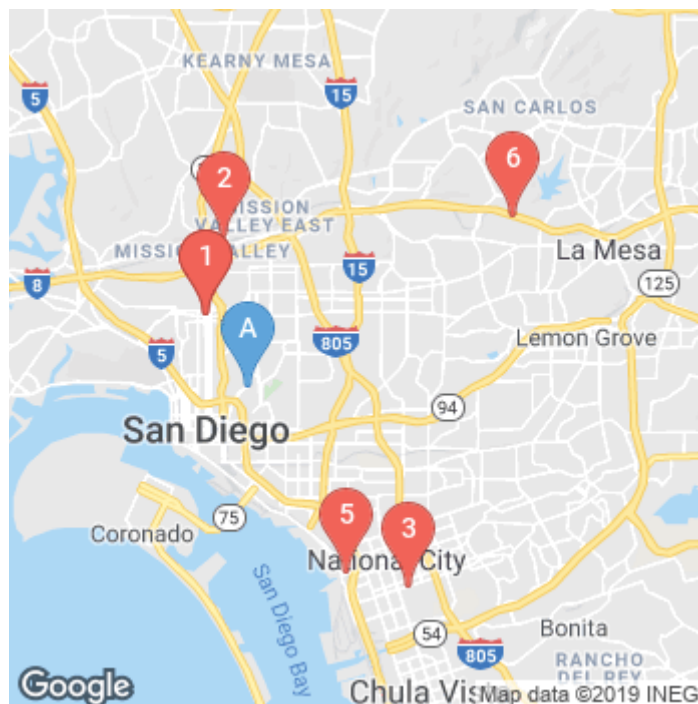 KEARNY MESA
5
15
SAN CARLOS
6
2
MISSION
VALLEY EAST
MISSION VALLEY
1
La Mesa
15
8
125
A
805
Lemon Grove
5
94
San Diego
75
Coronado
5
3
National City
San Diego Bay
54
Bonita
805
RANCHO
DEL REY
Google
Chula Vis
Map data ©2019 INEG